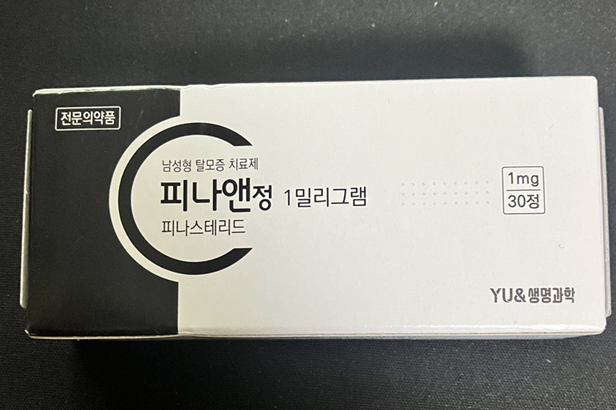 전문의약품
남성형 탈모증 치료제
피나앤정 1밀리그램
피나스테리드
1mg
30정
YU&생명과학